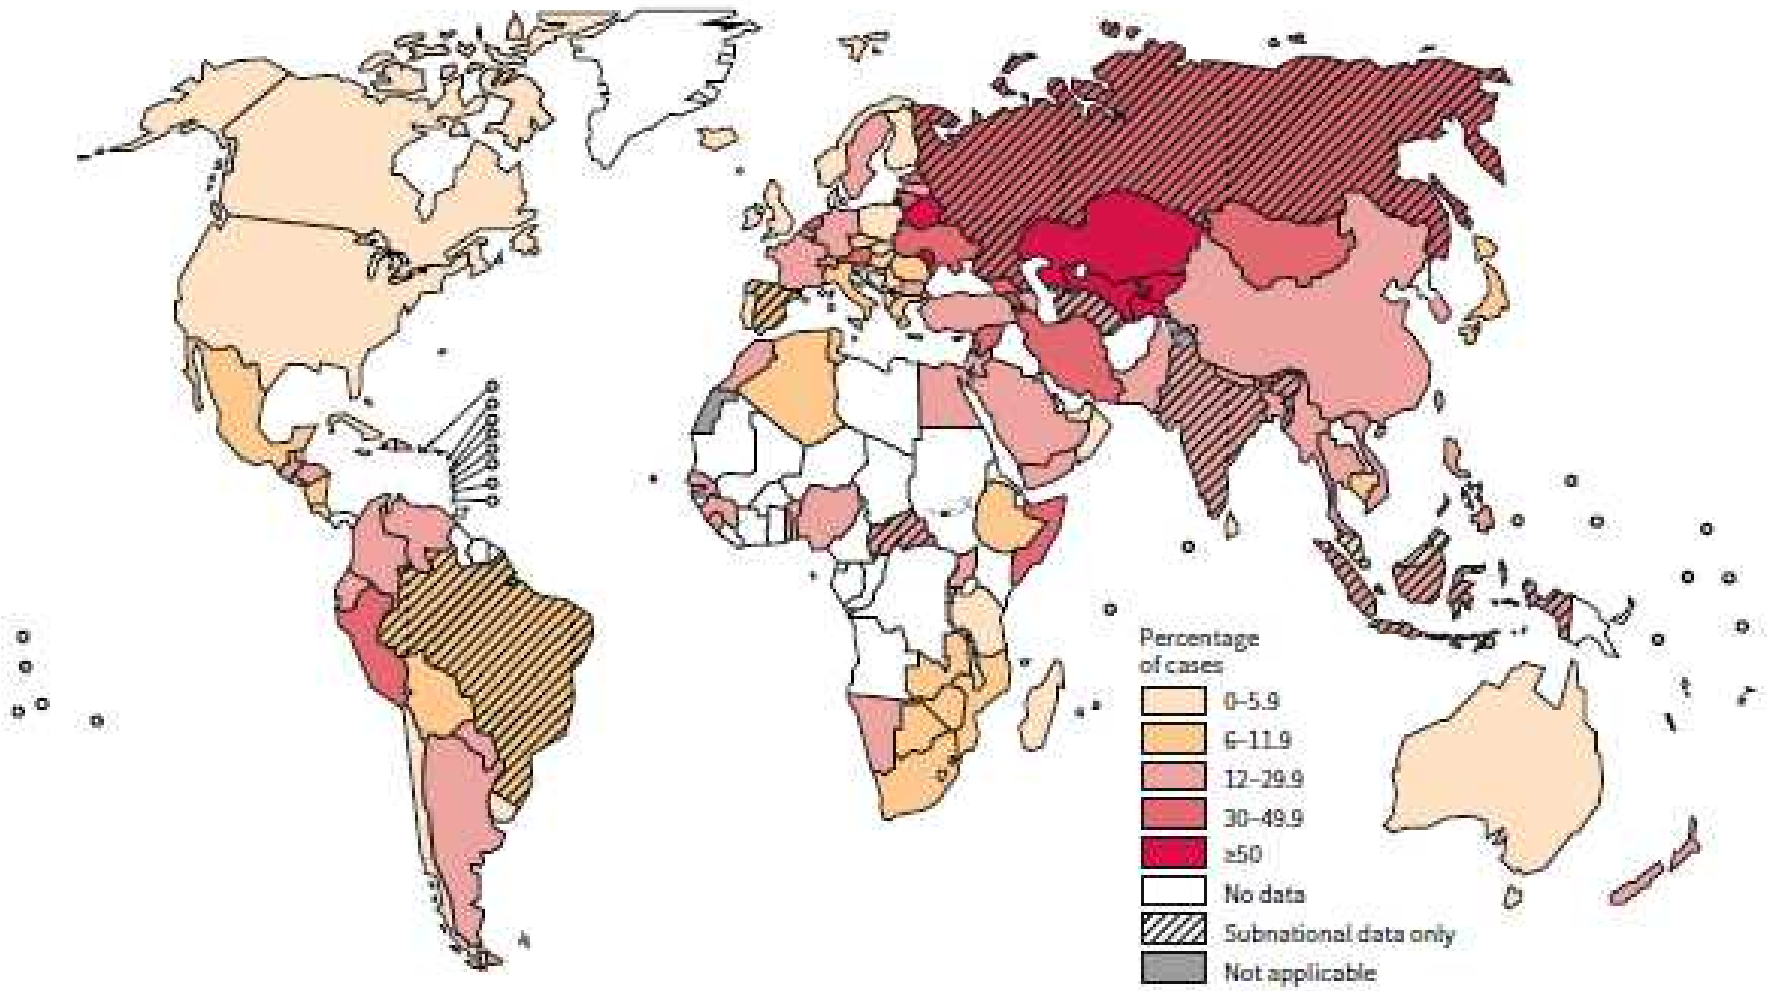 Percentage
of cases
0–5.9
6–11.9
12–29.9
30–49.9
≥50
No data
Subnational data only
Not applicable